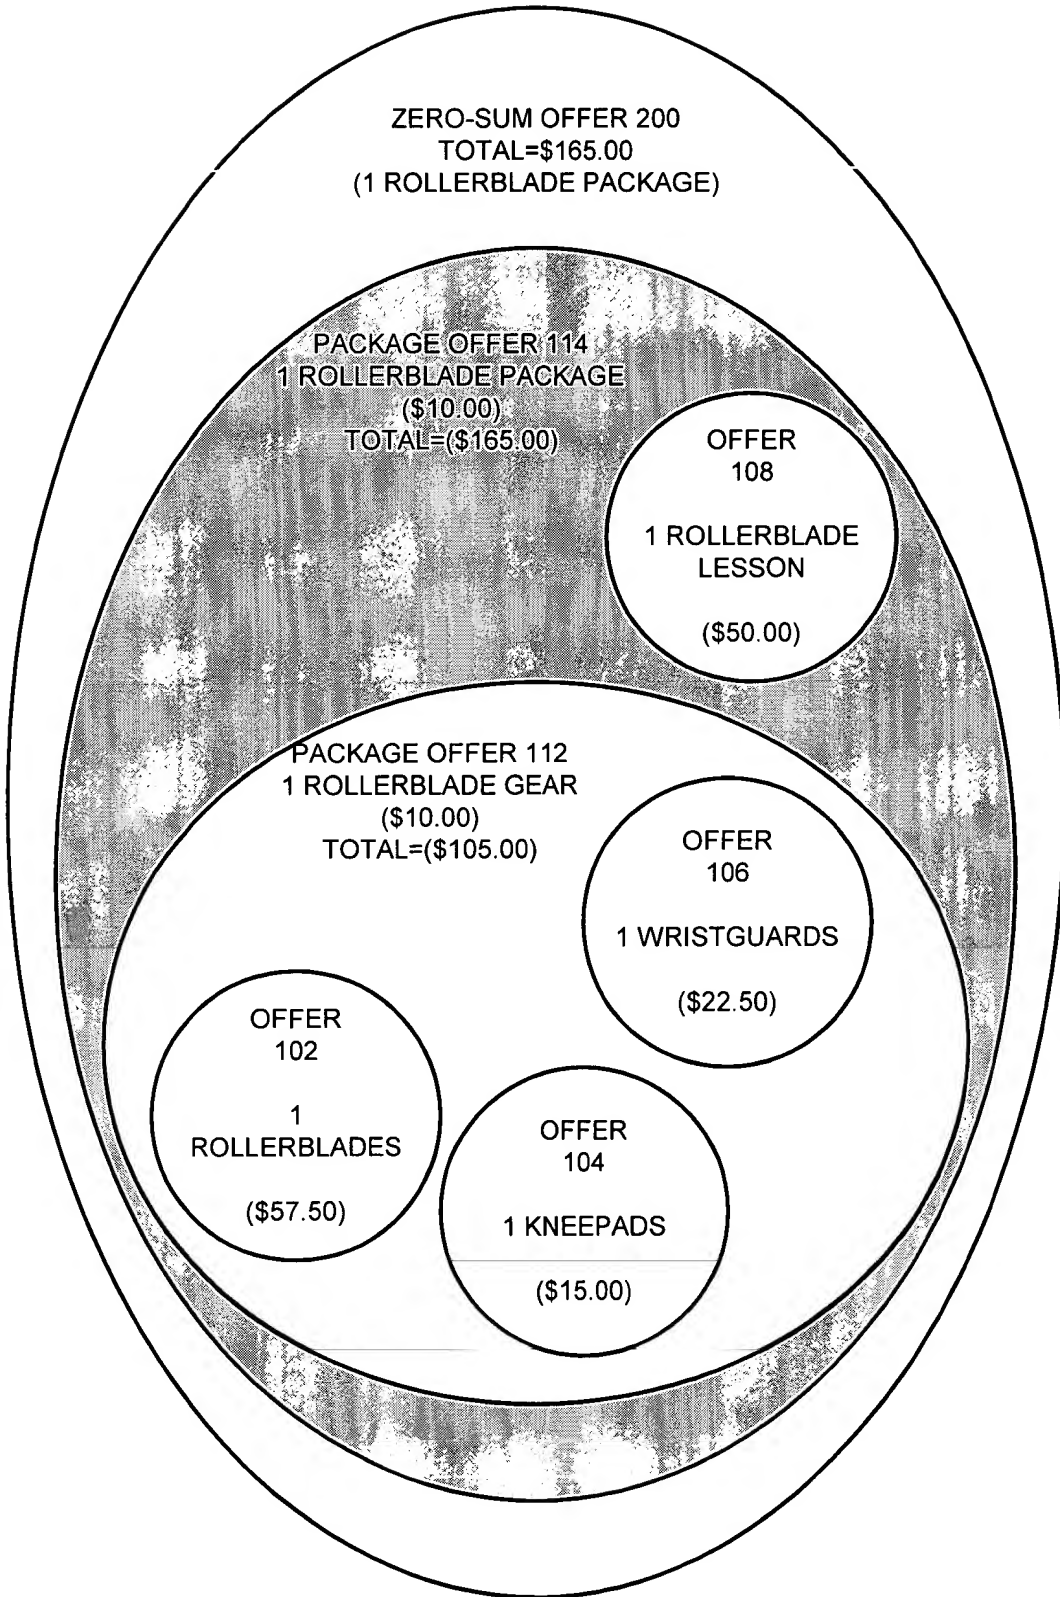 ZERO-SUM OFFER 200
TOTAL=$165.00
(1 ROLLERBLADE PACKAGE)
PACKAGE OFFER 114
1 ROLLERBLADE PACKAGE
($10.00)
TOTAL=($165.00)
OFFER
108
1 ROLLERBLADE
LESSON
($50.00)
PACKAGE OFFER 112
1 ROLLERBLADE GEAR
($10.00)
TOTAL=($105.00)
OFFER
106
1 WRISTGUARDS
($22.50)
OFFER
102
1
ROLLERBLADES
($57.50)
OFFER
104
1 KNEEPADS
($15.00)